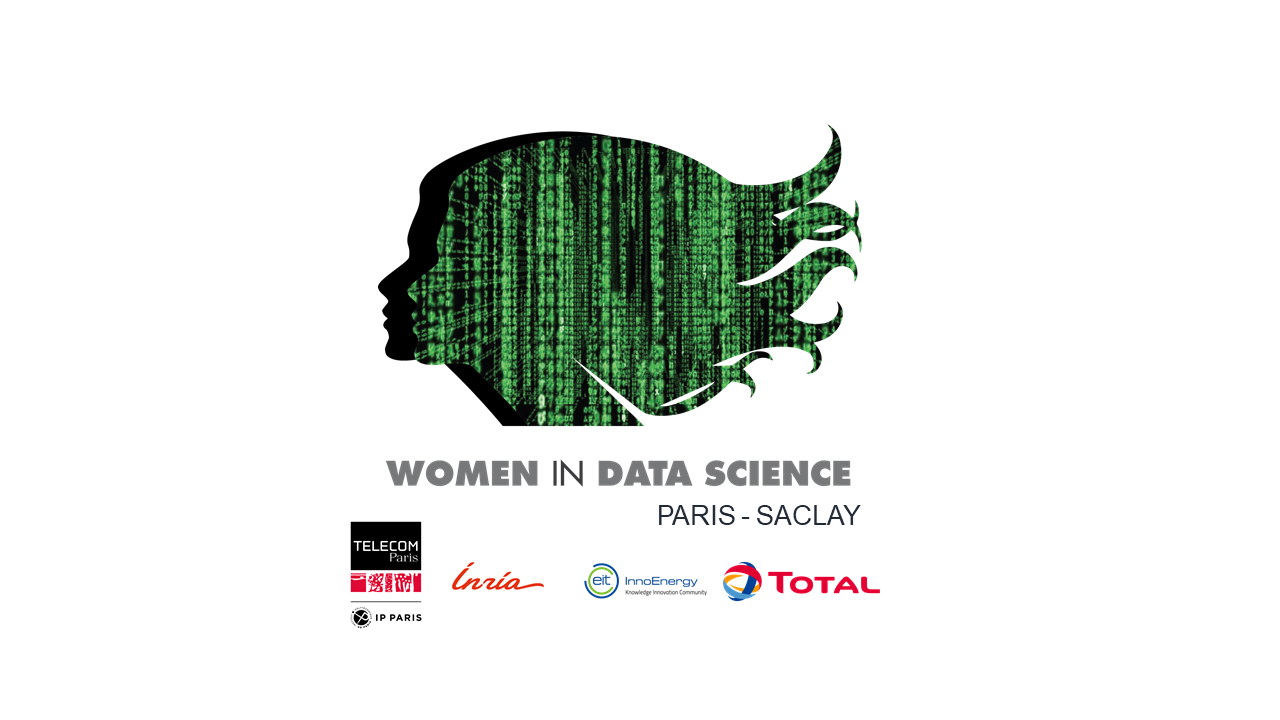 WOMEN IN DATA SCIENCE
PARIS - SACLAY
TELECOM
Paris
IP PARIS
Inria
eit InnoEnergy
Knowledge Innovation Community
TOTAL